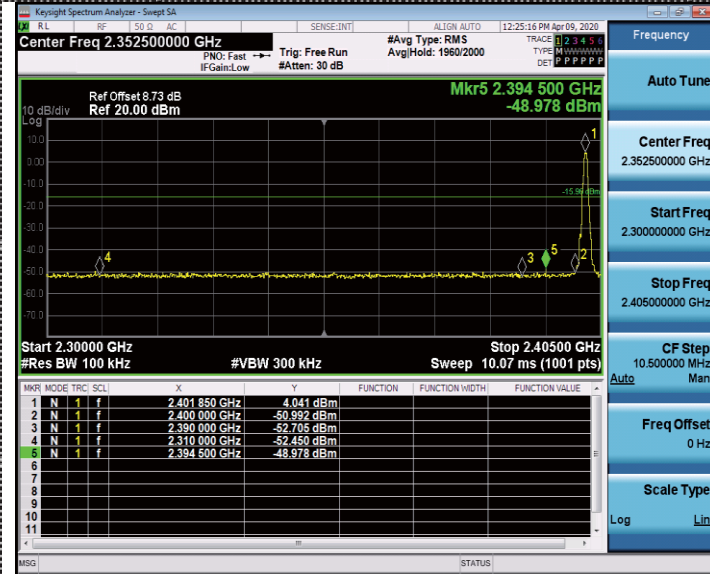 Keysight Spectrum Analyzer - Swept SA
RL RF 50 Ω AC SENSE:INT ALIGN AUTO 12:25:16 PM Apr 09, 2020
Center Freq 2.352500000 GHz
PNO: Fast
IFGain:Low
Trig: Free Run
#Atten: 30 dB
#Avg Type: RMS
Avg|Hold: 1960/2000
TRACE 1 2 3 4 5 6
TYPE MWWWWW
DET P P P P P P
Mkr5 2.394 500 GHz
-48.978 dBm
Ref Offset 8.73 dB
10 dB/div Ref 20.00 dBm
Log
10.0
0.00
-10.0
-20.0
-30.0
-40.0
-50.0
-60.0
-70.0
1
4
3
5
2
Start 2.30000 GHz Stop 2.40500 GHz
#Res BW 100 kHz #VBW 300 kHz Sweep 10.07 ms (1001 pts)
MKR MODE TRC SCL X Y FUNCTION FUNCTION WIDTH FUNCTION VALUE
1 N 1 f 2.401 850 GHz 4.041 dBm
2 N 1 f 2.400 000 GHz -50.992 dBm
3 N 1 f 2.390 000 GHz -52.705 dBm
4 N 1 f 2.310 000 GHz -52.450 dBm
5 N 1 f 2.394 500 GHz -48.978 dBm
6
7
8
9
10
11
MSG STATUS
Frequency
Auto Tune
Center Freq
2.352500000 GHz
Start Freq
2.300000000 GHz
Stop Freq
2.405000000 GHz
CF Step
10.500000 MHz
Auto Man
Freq Offset
0 Hz
Scale Type
Log Lin